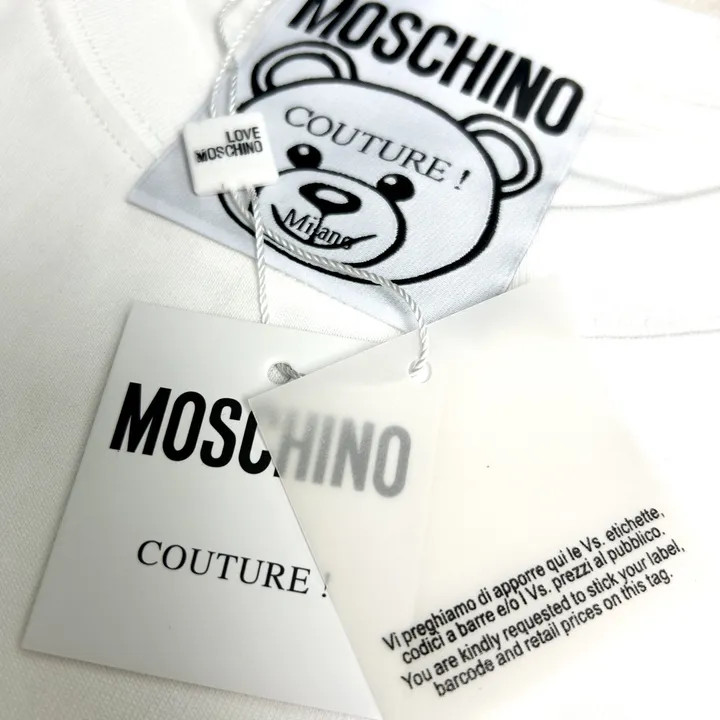 MOSCHINO
COUTURE !
Milano
LOVE
MOSCHINO
MOSCHINO
COUTURE !
Vi preghiamo di apporre qui le Vs. etichette,
codici a barre e/o I Vs. prezzi al pubblico.
You are kindly requested to stick your label,
barcode and retail prices on this tag.